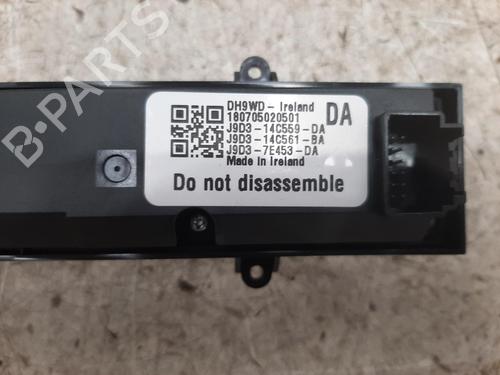 DH9WD - Ireland
180705020501
DA
J9D3-14C559-DA
J9D3-14C561-BA
J9D3-7E453-DA
Made in Ireland
Do not disassemble
B-PARTS